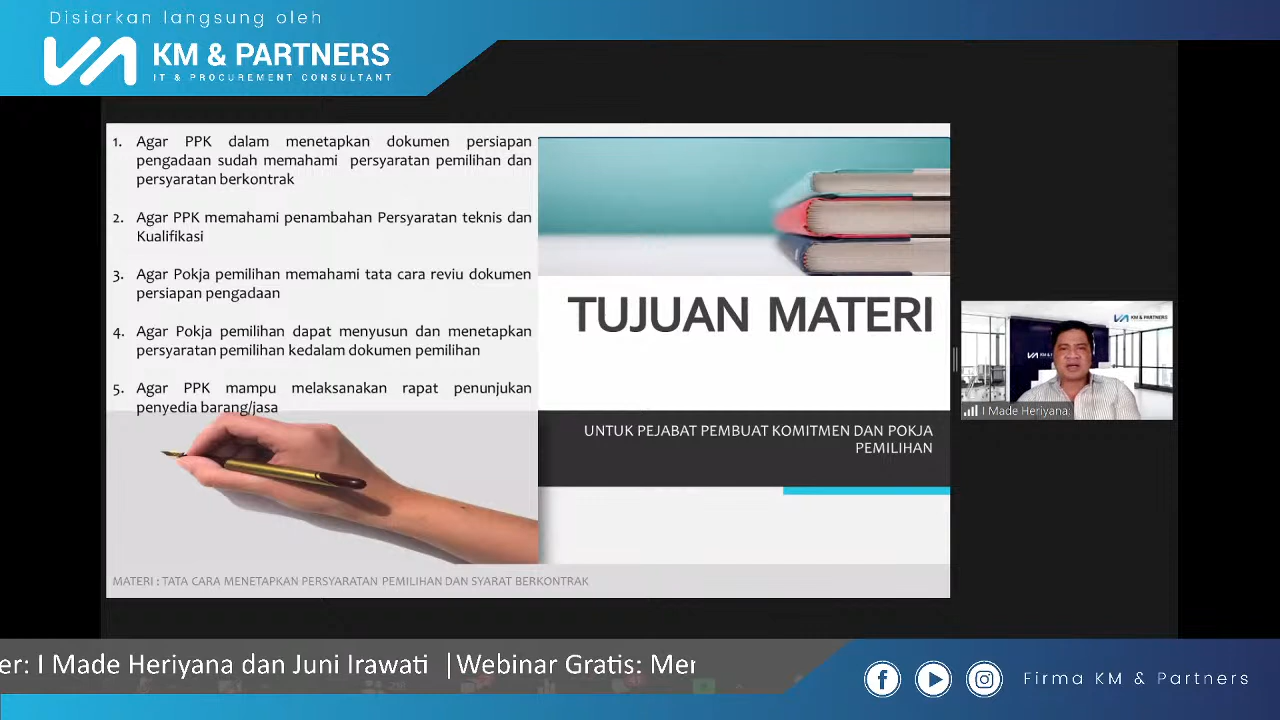 Disiarkan langsung oleh
KM & PARTNERS
IT & PROCUREMENT CONSULTANT
1. Agar PPK dalam menetapkan dokumen persiapan
pengadaan sudah memahami persyaratan pemilihan dan
persyaratan berkontrak
2. Agar PPK memahami penambahan Persyaratan teknis dan
Kualifikasi
3. Agar Pokja pemilihan memahami tata cara reviu dokumen
persiapan pengadaan
4. Agar Pokja pemilihan dapat menyusun dan menetapkan
persyaratan pemilihan kedalam dokumen pemilihan
5. Agar PPK mampu melaksanakan rapat penunjukan
penyedia barang/jasa
TUJUAN MATERI
UNTUK PEJABAT PEMBUAT KOMITMEN DAN POKJA
PEMILIHAN
MATERI : TATA CARA MENETAPKAN PERSYARATAN PEMILIHAN DAN SYARAT BERKONTRAK
KM & PARTNERS
I Made Heriyana
er: I Made Heriyana dan Juni Irawati | Webinar Gratis: Mer
Firma KM & Partners